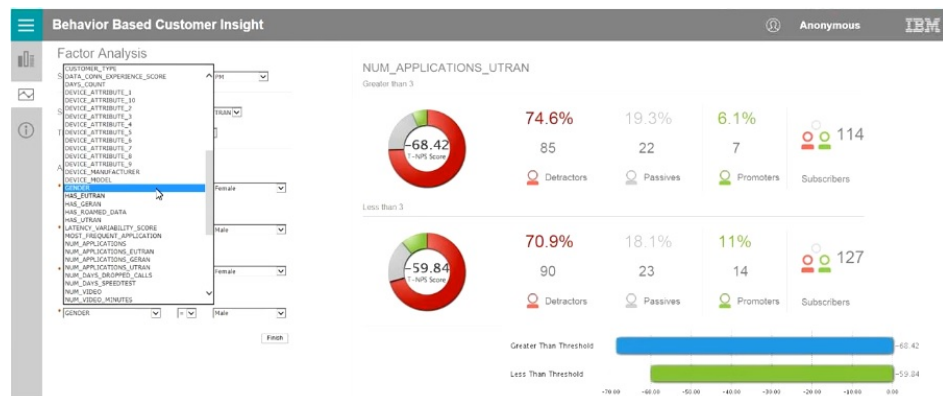 Behavior Based Customer Insight
Anonymous
IBM
Factor Analysis
CUSTOMER_TYPE
DATA_CONN_EXPERIENCE_SCORE
DAYS_COUNT
DEVICE_ATTRIBUTE_1
DEVICE_ATTRIBUTE_10
DEVICE_ATTRIBUTE_2
DEVICE_ATTRIBUTE_3
DEVICE_ATTRIBUTE_4
DEVICE_ATTRIBUTE_5
DEVICE_ATTRIBUTE_6
DEVICE_ATTRIBUTE_7
DEVICE_ATTRIBUTE_8
DEVICE_ATTRIBUTE_9
DEVICE_MANUFACTURER
DEVICE_MODEL
GENDER
HAS_EUTRAN
HAS_GERAN
HAS_ROAMED_DATA
HAS_UTRAN
LATENCY_VARIABILITY_SCORE
MOST_FREQUENT_APPLICATION
NUM_APPLICATIONS
NUM_APPLICATIONS_EUTRAN
NUM_APPLICATIONS_GERAN
NUM_APPLICATIONS_UTRAN
NUM_DAYS_DROPPED_CALLS
NUM_DAYS_SPEEDTEST
NUM_VIDEO
NUM_VIDEO_MINUTES
PM
TRAN
Female
Male
Female
* GENDER = Male
Finish
NUM_APPLICATIONS_UTRAN
Greater than 3
-68.42
T-NPS Score
74.6% 19.3% 6.1%
85 22 7 114
Detractors Passives Promoters Subscribers
Less than 3
-59.84
T-NPS Score
70.9% 18.1% 11%
90 23 14 127
Detractors Passives Promoters Subscribers
Greater Than Threshold -68.42
Less Than Threshold -59.84
-70.00 -60.00 -50.00 -40.00 -30.00 -20.00 -10.00 0.00